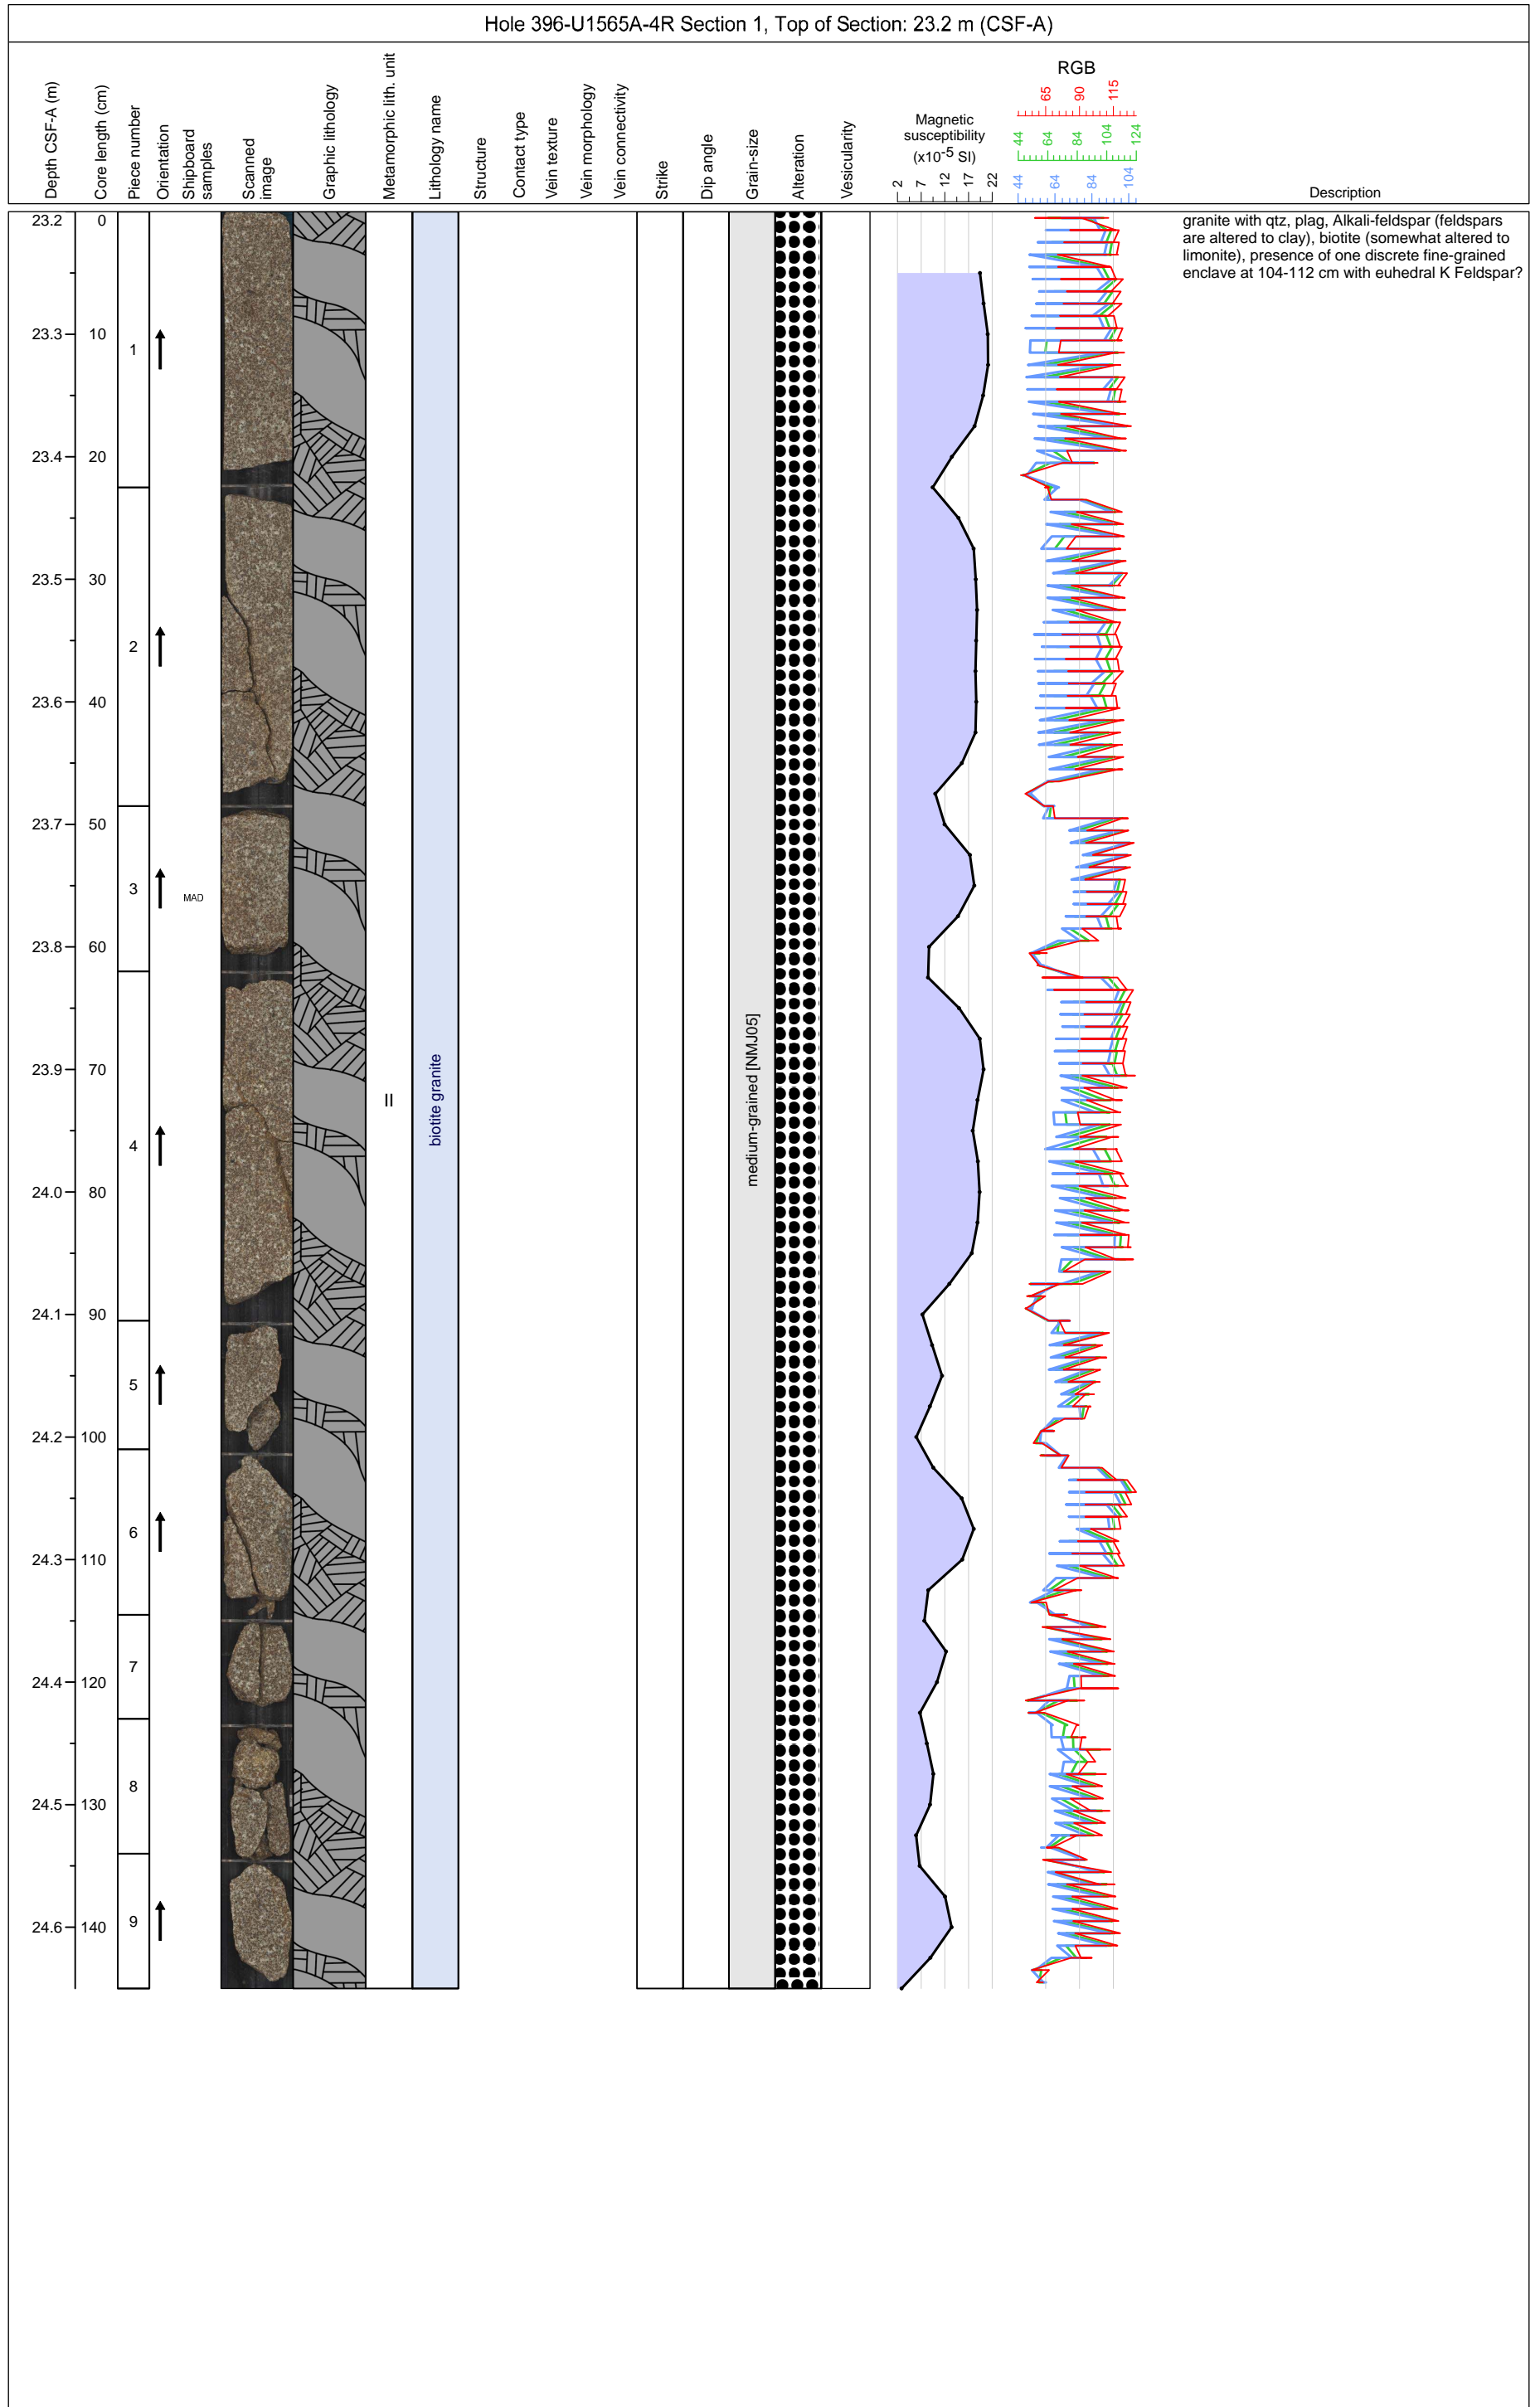 Hole 396-U1565A-4R Section 1, Top of Section: 23.2 m (CSF-A)
Depth CSF-A (m)
Core length (cm)
Piece number
Orientation
Shipboard
samples
Scanned
image
Graphic lithology
Metamorphic lith. unit
Lithology name
Structure
Contact type
Vein texture
Vein morphology
Vein connectivity
Strike
Dip angle
Grain-size
Alteration
Vesicularity
Magnetic
susceptibility
(x10-5 SI)
2 7 12 17 22
RGB
65 90 115
44 64 84 104 124
44 64 84 104
Description
granite with qtz, plag, Alkali-feldspar (feldspars
are altered to clay), biotite (somewhat altered to
limonite), presence of one discrete fine-grained
enclave at 104-112 cm with euhedral K Feldspar?
23.2 0
23.3 10
1
23.4 20
23.5 30
2
23.6 40
23.7 50
3
MAD
23.8 60
23.9 70
II
biotite granite
medium-grained [NMJ05]
4
24.0 80
24.1 90
5
24.2 100
6
24.3 110
7
24.4 120
8
24.5 130
9
24.6 140